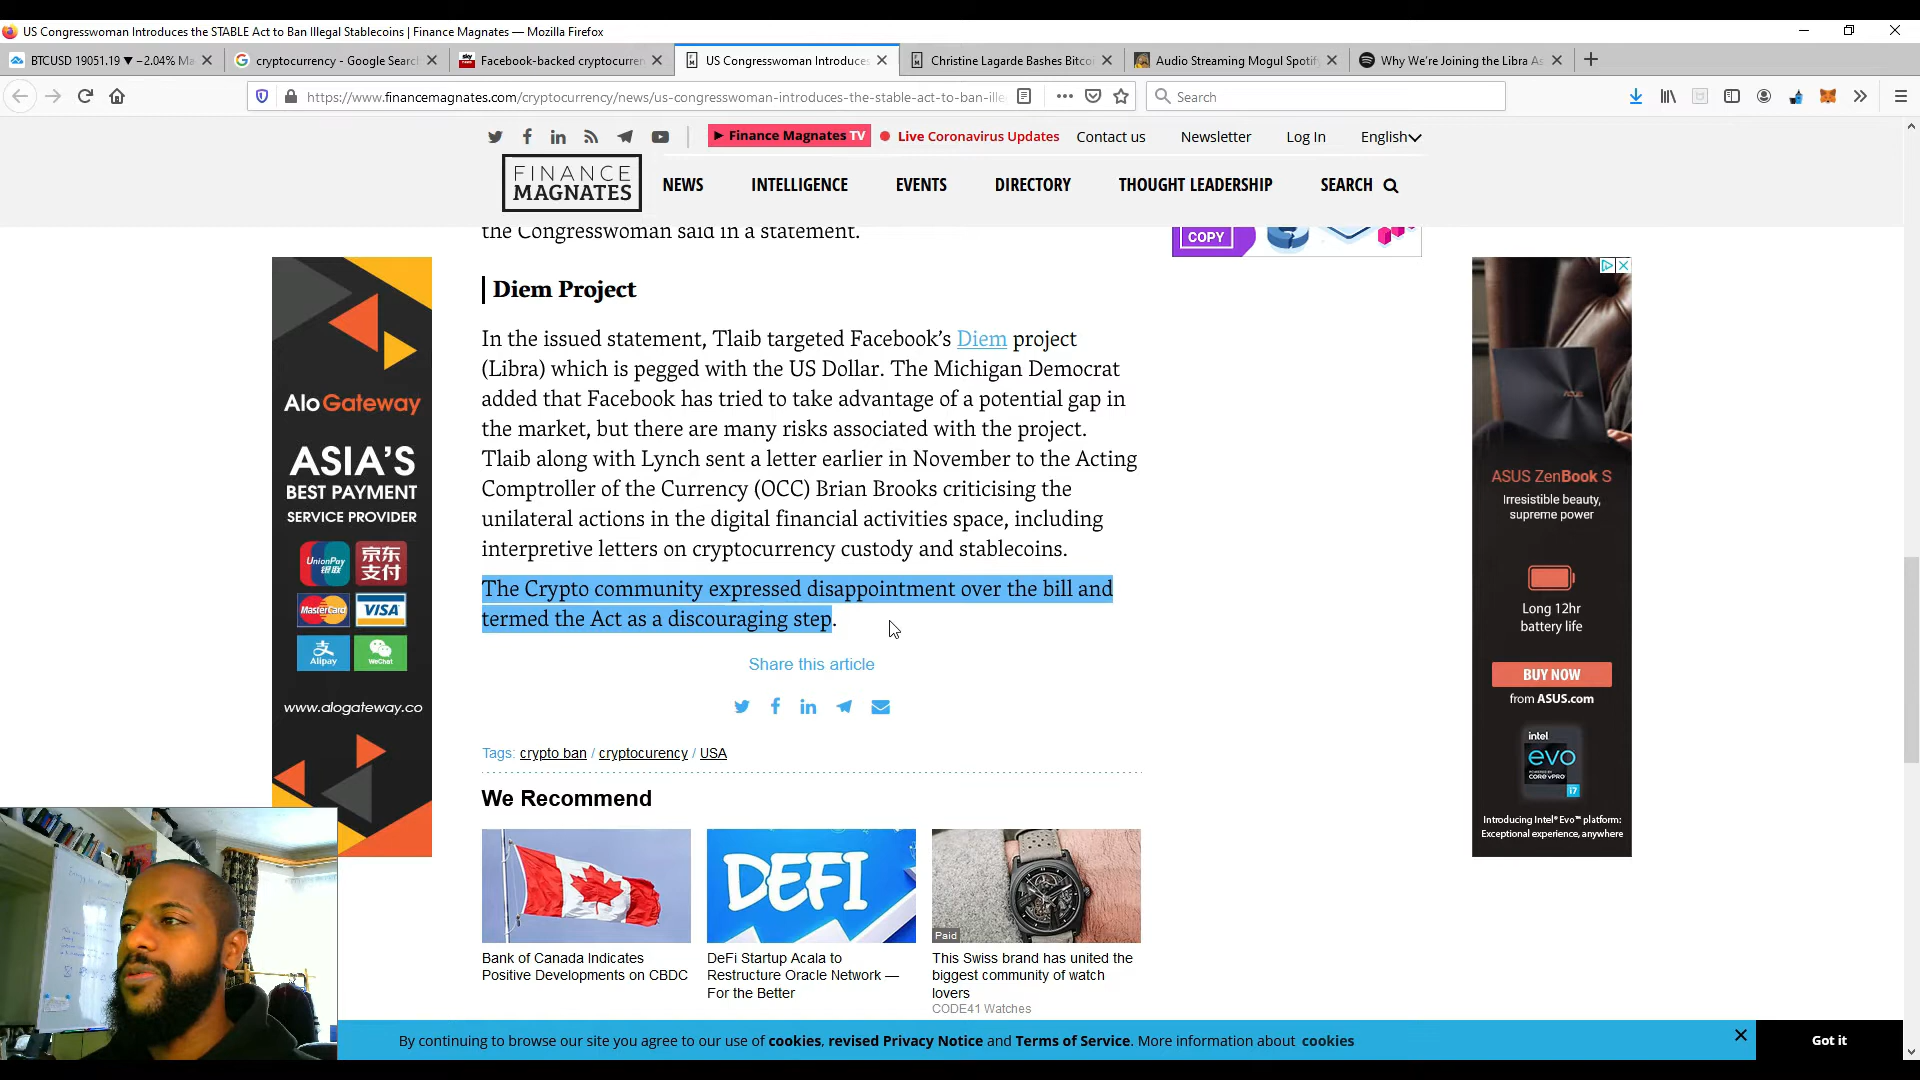 US Congresswoman Introduces the STABLE Act to Ban Illegal Stablecoins | Finance Magnates — Mozilla Firefox
BTCUSD 19051.19 ▼ −2.04%
cryptocurrency - Google Search
Facebook-backed cryptocurren
US Congresswoman Introduces
Christine Lagarde Bashes Bitcoi
Audio Streaming Mogul Spotify
Why We're Joining the Libra As
https://www.financemagnates.com/cryptocurrency/news/us-congresswoman-introduces-the-stable-act-to-ban-ille
Search
Finance Magnates TV
Live Coronavirus Updates
Contact us
Newsletter
Log In
English
FINANCE
MAGNATES
NEWS
INTELLIGENCE
EVENTS
DIRECTORY
THOUGHT LEADERSHIP
SEARCH
the Congresswoman said in a statement.
COPY
Diem Project
In the issued statement, Tlaib targeted Facebook's Diem project
(Libra) which is pegged with the US Dollar. The Michigan Democrat
added that Facebook has tried to take advantage of a potential gap in
the market, but there are many risks associated with the project.
Tlaib along with Lynch sent a letter earlier in November to the Acting
Comptroller of the Currency (OCC) Brian Brooks criticising the
unilateral actions in the digital financial activities space, including
interpretive letters on cryptocurrency custody and stablecoins.
The Crypto community expressed disappointment over the bill and
termed the Act as a discouraging step.
Share this article
Tags: crypto ban / cryptocurency / USA
We Recommend
DEFI
Paid
Bank of Canada Indicates
Positive Developments on CBDC
DeFi Startup Acala to
Restructure Oracle Network —
For the Better
This Swiss brand has united the
biggest community of watch
lovers
CODE41 Watches
AloGateway
ASIA'S
BEST PAYMENT
SERVICE PROVIDER
UnionPay
银联
京东
支付
MasterCard
VISA
支
Alipay
WeChat
www.alogateway.co
ASUS ZenBook S
Irresistible beauty,
supreme power
Long 12hr
battery life
BUY NOW
from ASUS.com
intel
evo
POWERED BY
CORE vPRO
i7
Introducing Intel® Evo™ platform:
Exceptional experience, anywhere
By continuing to browse our site you agree to our use of cookies, revised Privacy Notice and Terms of Service. More information about cookies
Got it